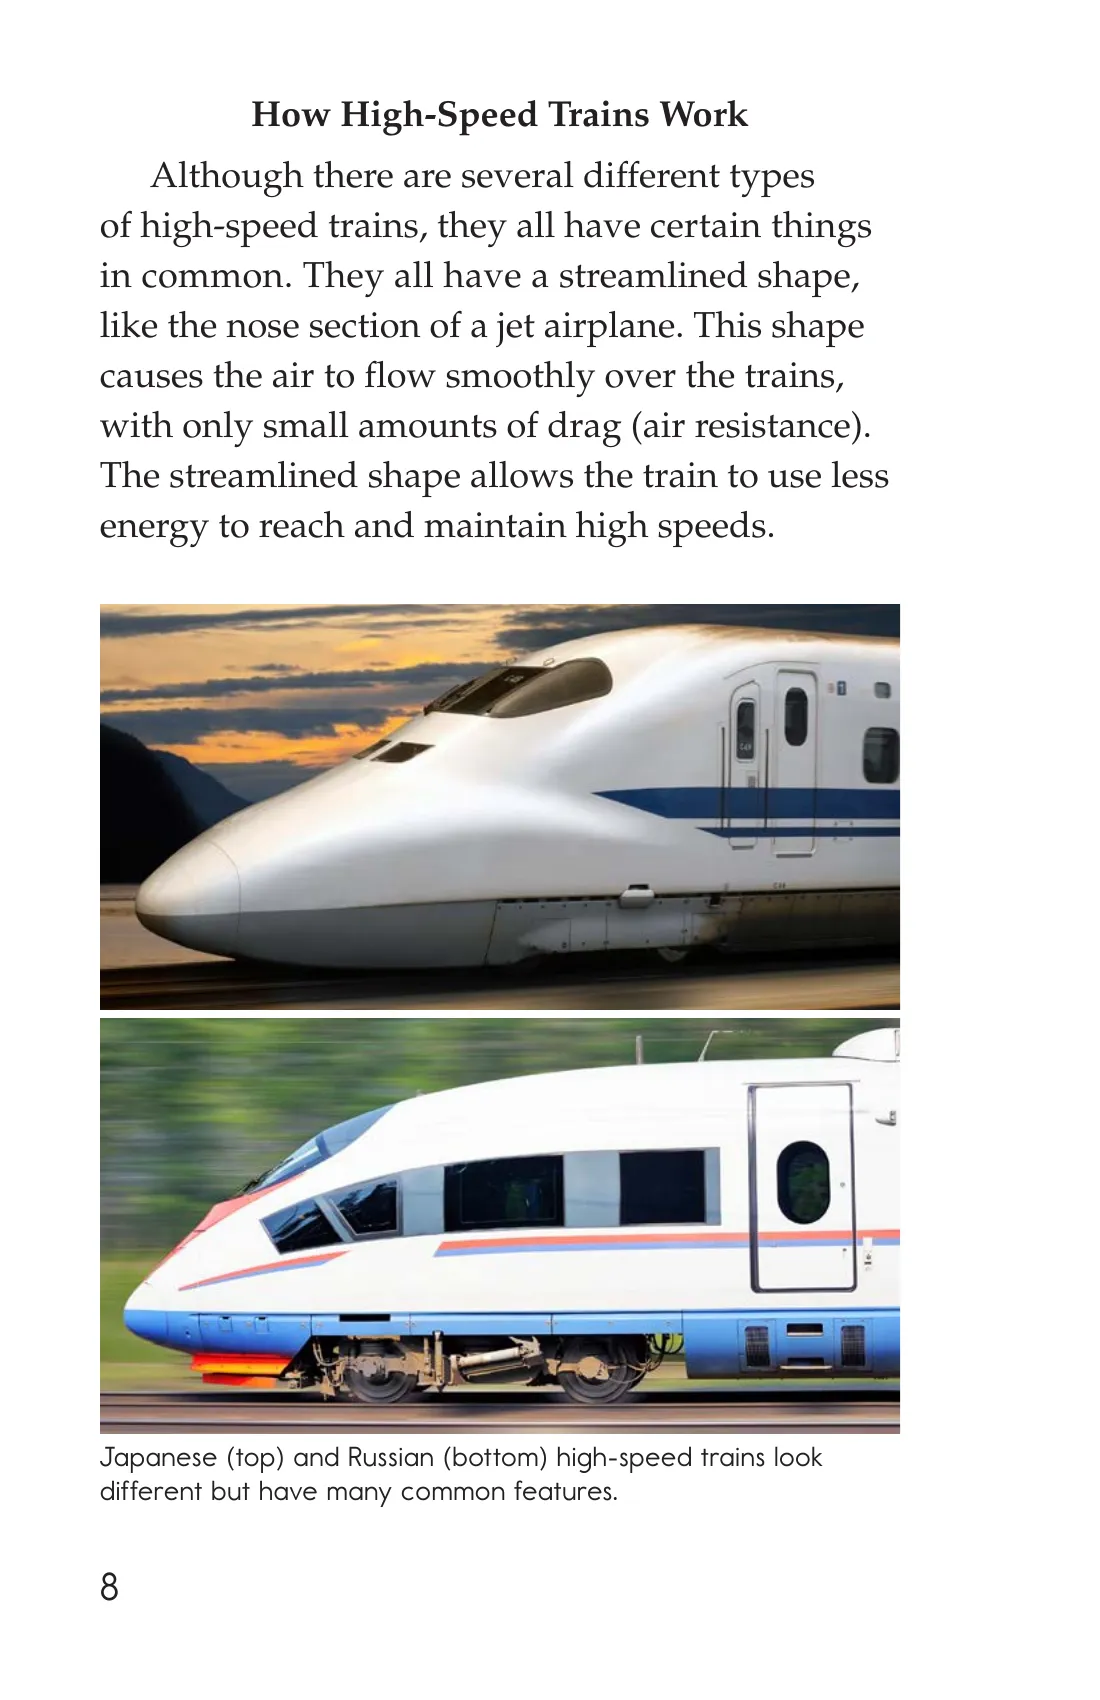 How High-Speed Trains Work
Although there are several different types
of high-speed trains, they all have certain things
in common. They all have a streamlined shape,
like the nose section of a jet airplane. This shape
causes the air to flow smoothly over the trains,
with only small amounts of drag (air resistance).
The streamlined shape allows the train to use less
energy to reach and maintain high speeds.
Japanese (top) and Russian (bottom) high-speed trains look
different but have many common features.
8